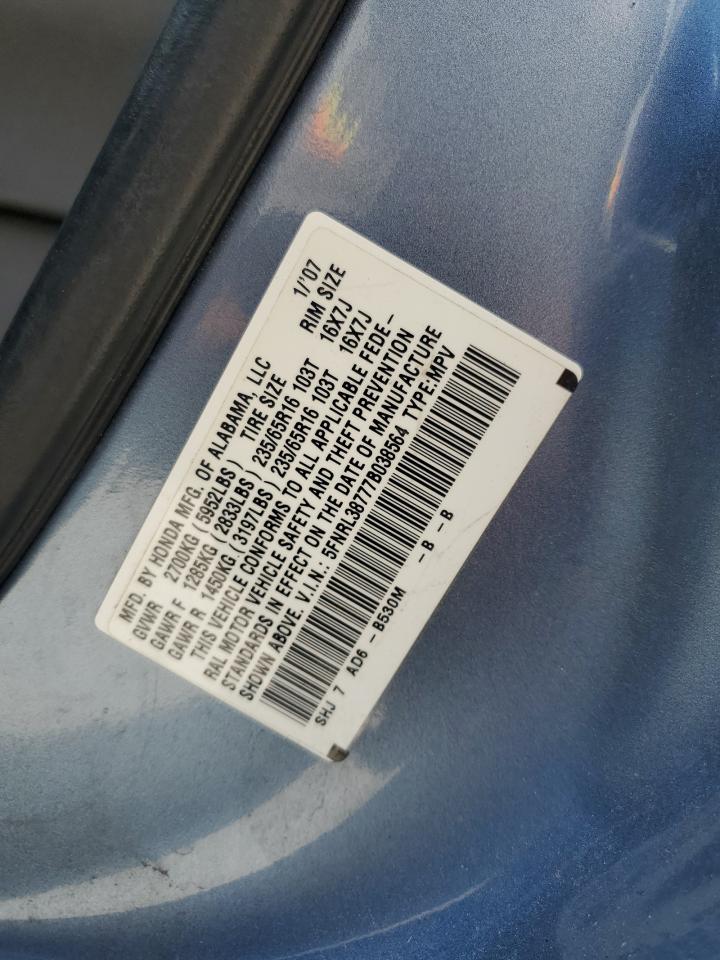 MFD. BY HONDA MFG. OF ALABAMA, LLC 1/'07
GVWR 2700KG (5952LBS) TIRE SIZE RIM SIZE
GAWR F 1285KG (2833LBS) 235/65R16 103T 16X7J
GAWR R 1450KG (3197LBS) 235/65R16 103T 16X7J
THIS VEHICLE CONFORMS TO ALL APPLICABLE FEDE-
RAL MOTOR VEHICLE SAFETY AND THEFT PREVENTION
STANDARDS IN EFFECT ON THE DATE OF MANUFACTURE
SHOWN ABOVE. V.I.N.: 5FNRL38777B038564 TYPE:MPV
SHJ 7 AD6 - B530M - B - B